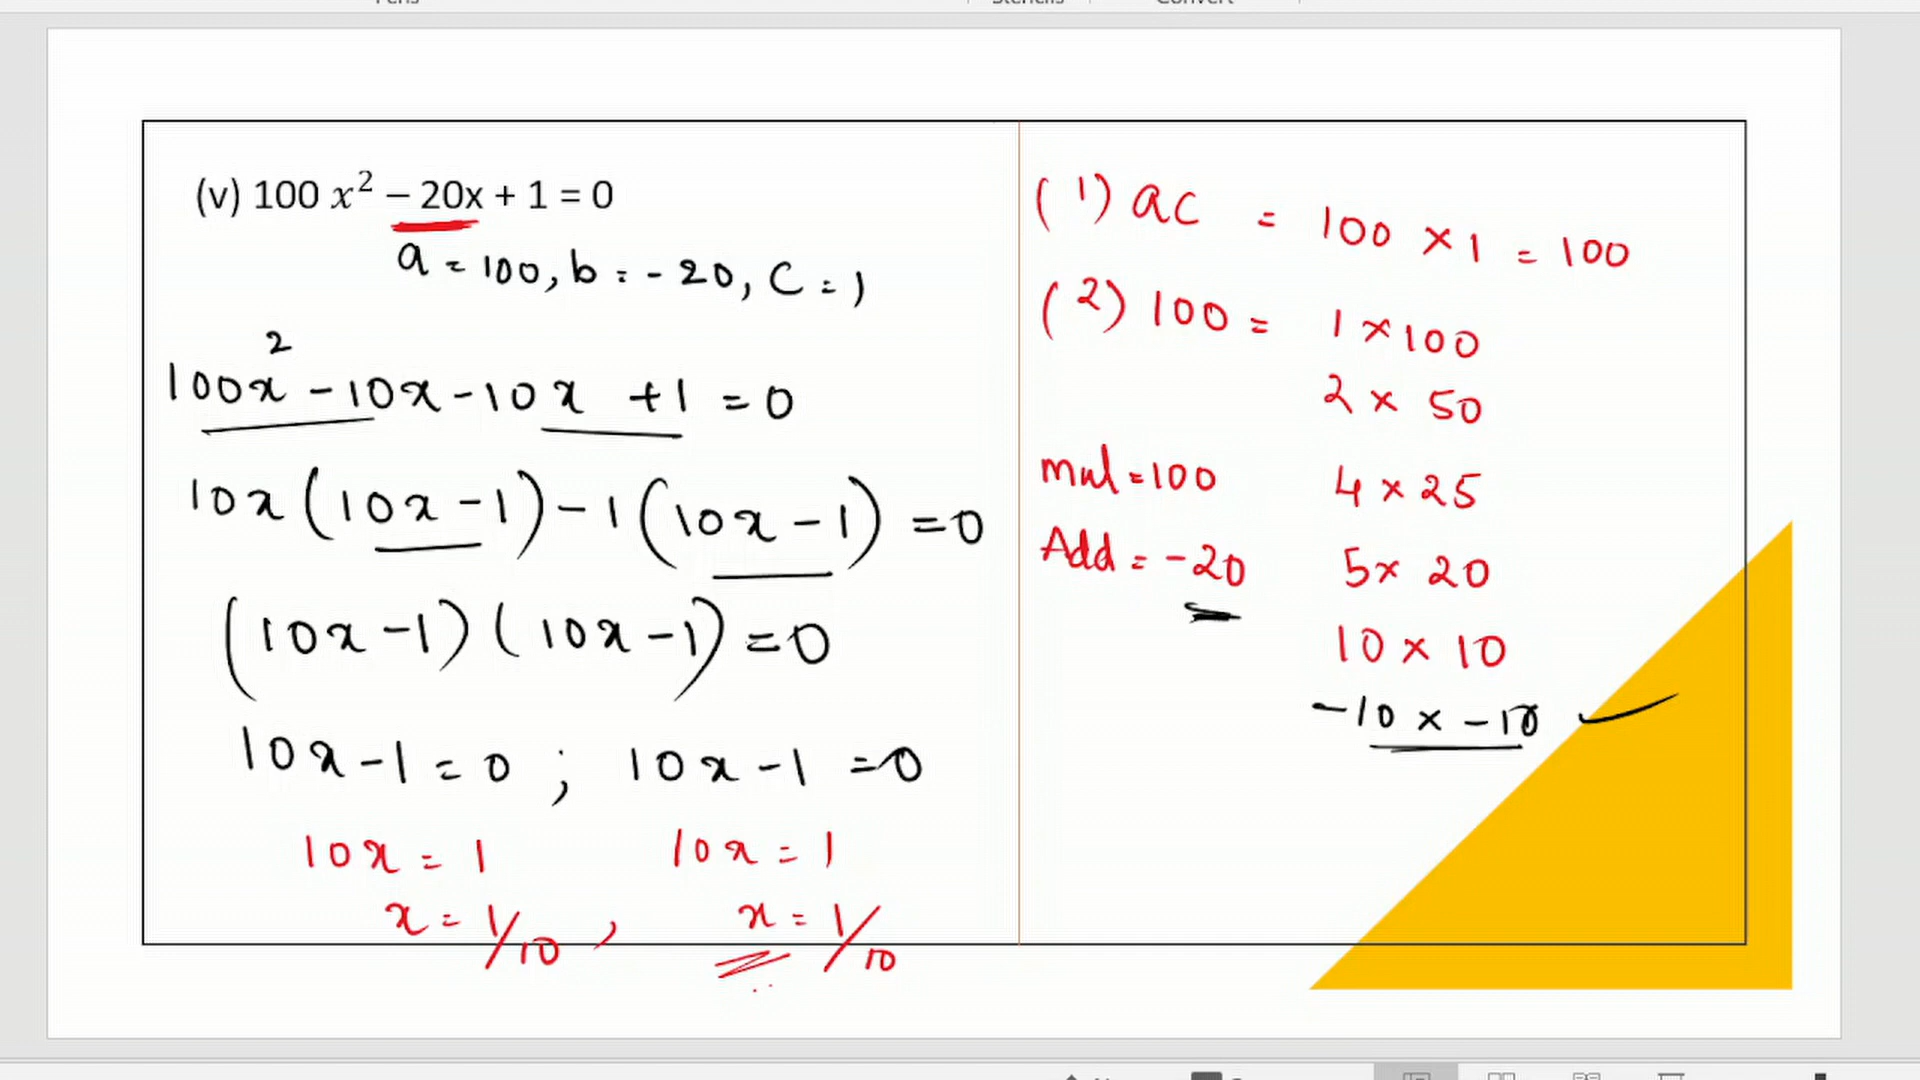 (v) 100 x² – 20x + 1 = 0
a = 100, b = - 20, c = 1
100x² - 10x - 10x + 1 = 0
10x (10x - 1) - 1 (10x - 1) = 0
(10x - 1) (10x - 1) = 0
10x - 1 = 0 ; 10x - 1 = 0
10x = 1 10x = 1
x = 1/10 , x = 1/10
(1) ac = 100 × 1 = 100
(2) 100 = 1 × 100
2 × 50
mul = 100 4 × 25
Add = - 20 5 × 20
10 × 10
-10 × -10